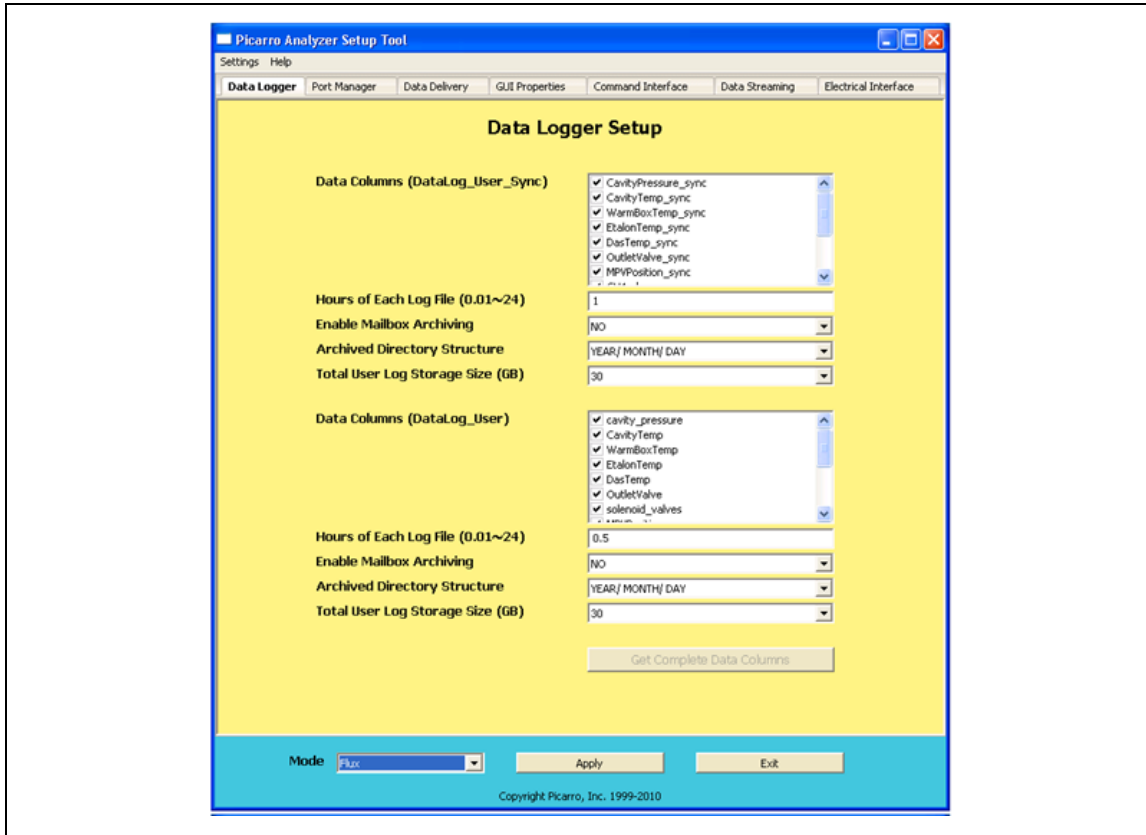 Picarro Analyzer Setup Tool
Settings Help
Data Logger Port Manager Data Delivery GUI Properties Command Interface Data Streaming Electrical Interface
Data Logger Setup
Data Columns (DataLog_User_Sync)
CavityPressure_sync
CavityTemp_sync
WarmBoxTemp_sync
EtalonTemp_sync
DasTemp_sync
OutletValve_sync
MPVPosition_sync
Hours of Each Log File (0.01~24) 1
Enable Mailbox Archiving NO
Archived Directory Structure YEAR/ MONTH/ DAY
Total User Log Storage Size (GB) 30
Data Columns (DataLog_User)
cavity_pressure
CavityTemp
WarmBoxTemp
EtalonTemp
DasTemp
OutletValve
solenoid_valves
Hours of Each Log File (0.01~24) 0.5
Enable Mailbox Archiving NO
Archived Directory Structure YEAR/ MONTH/ DAY
Total User Log Storage Size (GB) 30
Get Complete Data Columns
Mode Flux Apply Exit
Copyright Picarro, Inc. 1999-2010